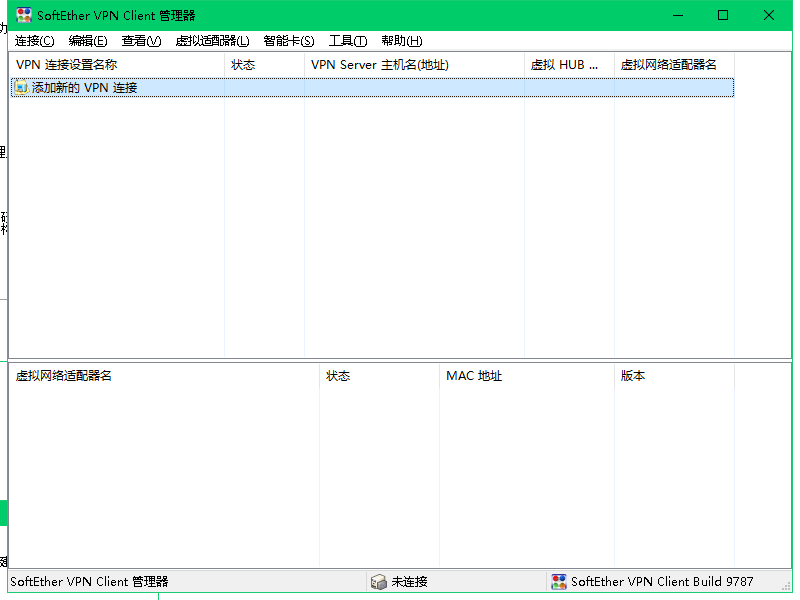 SoftEther VPN Client 管理器
连接(C) 编辑(E) 查看(V) 虚拟适配器(L) 智能卡(S) 工具(T) 帮助(H)
VPN 连接设置名称 状态 VPN Server 主机名(地址) 虚拟 HUB ... 虚拟网络适配器名
添加新的 VPN 连接
虚拟网络适配器名 状态 MAC 地址 版本
SoftEther VPN Client 管理器 未连接 SoftEther VPN Client Build 9787